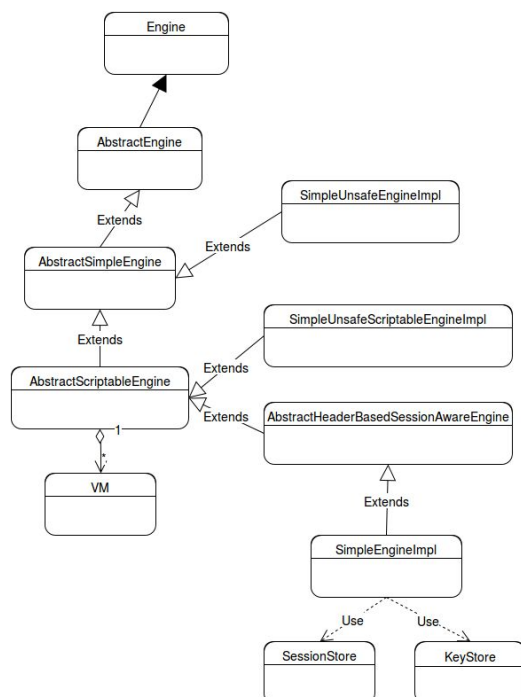 Engine
AbstractEngine
Extends
SimpleUnsafeEngineImpl
Extends
AbstractSimpleEngine
SimpleUnsafeScriptableEngineImpl
Extends
AbstractScriptableEngine
Extends
AbstractHeaderBasedSessionAwareEngine
Extends
1
*
VM
Extends
SimpleEngineImpl
Use
Use
SessionStore
KeyStore